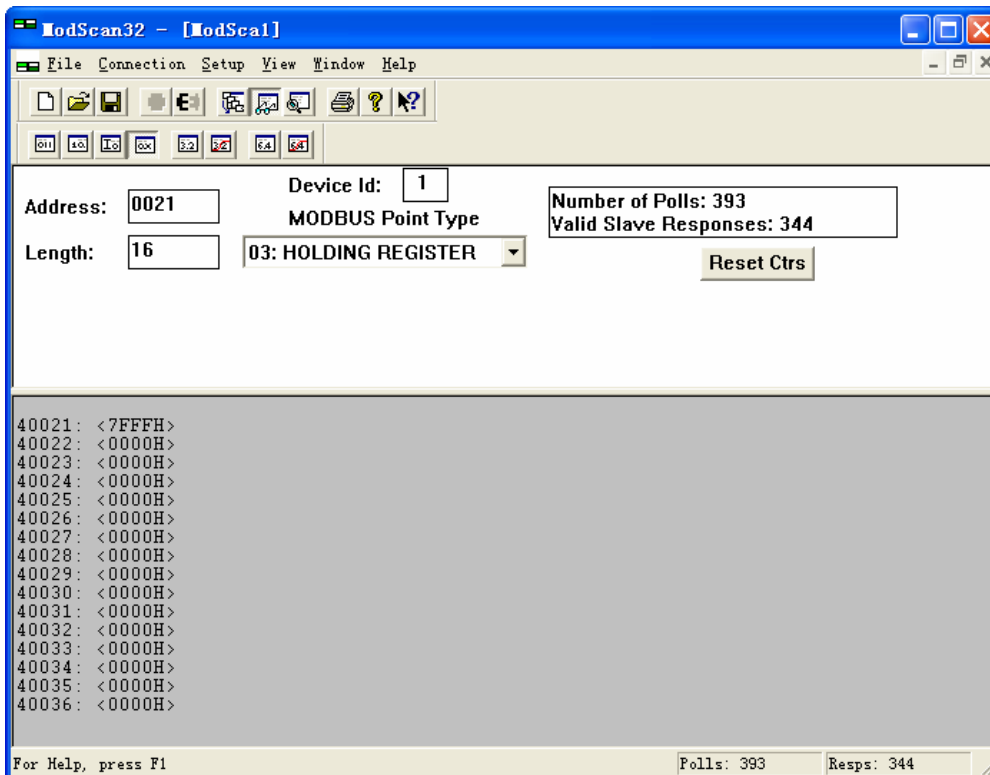 ModScan32 - [ModSca1]
File Connection Setup View Window Help
Address: 0021
Device Id: 1
MODBUS Point Type
Length: 16
03: HOLDING REGISTER
Number of Polls: 393
Valid Slave Responses: 344
Reset Ctrs
40021: <7FFFH>
40022: <0000H>
40023: <0000H>
40024: <0000H>
40025: <0000H>
40026: <0000H>
40027: <0000H>
40028: <0000H>
40029: <0000H>
40030: <0000H>
40031: <0000H>
40032: <0000H>
40033: <0000H>
40034: <0000H>
40035: <0000H>
40036: <0000H>
For Help, press F1
Polls: 393
Resps: 344